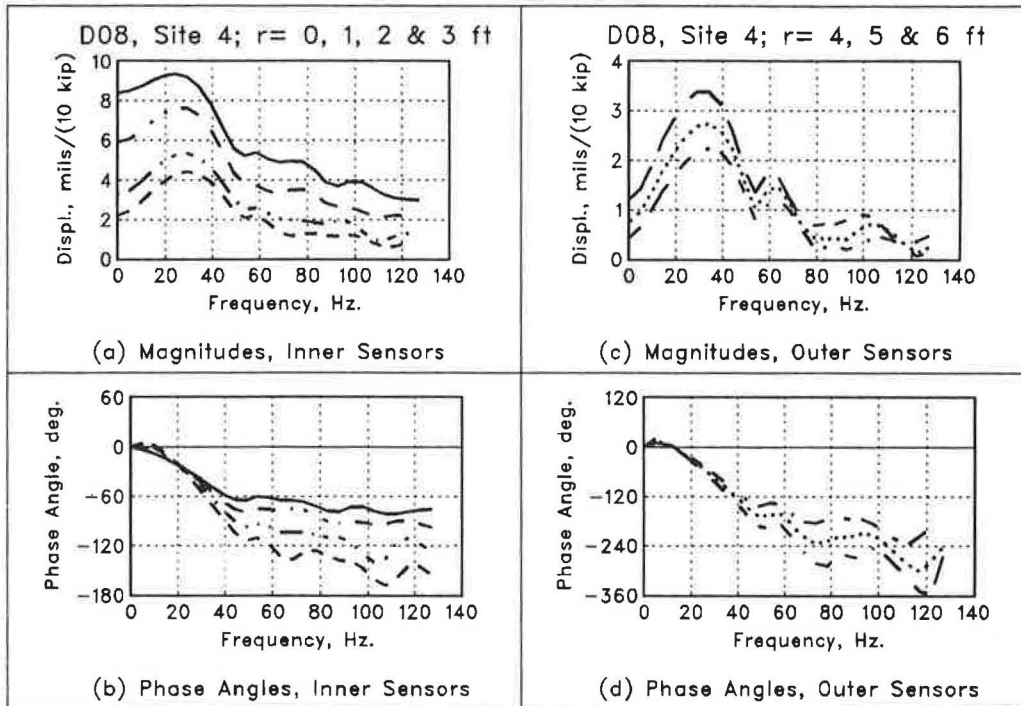 D08, Site 4; r= 0, 1, 2 & 3 ft
Displ., mils/(10 kip)
10
8
6
4
2
0
0 20 40 60 80 100 120 140
Frequency, Hz.
(a) Magnitudes, Inner Sensors
D08, Site 4; r= 4, 5 & 6 ft
Displ., mils/(10 kip)
4
3
2
1
0
0 20 40 60 80 100 120 140
Frequency, Hz.
(c) Magnitudes, Outer Sensors
Phase Angle, deg.
60
0
-60
-120
-180
0 20 40 60 80 100 120 140
Frequency, Hz.
(b) Phase Angles, Inner Sensors
Phase Angle, deg.
120
0
-120
-240
-360
0 20 40 60 80 100 120 140
Frequency, Hz.
(d) Phase Angles, Outer Sensors